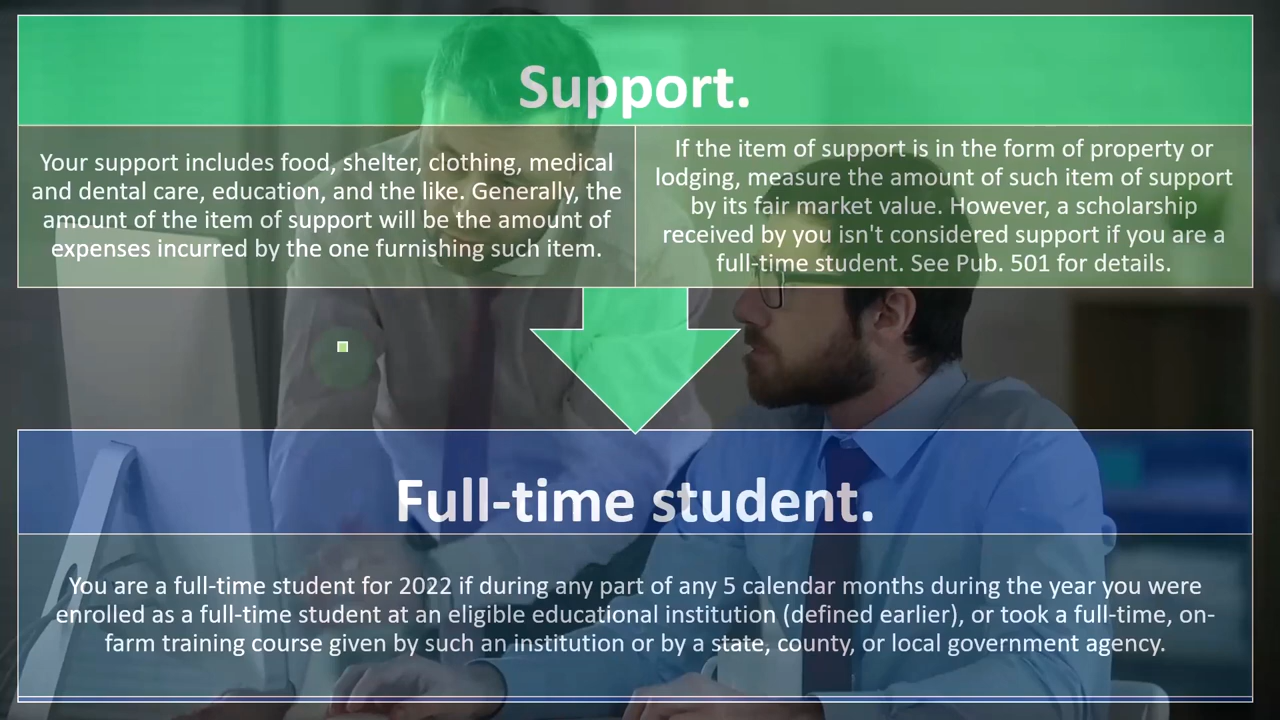 Support.
Your support includes food, shelter, clothing, medical
and dental care, education, and the like. Generally, the
amount of the item of support will be the amount of
expenses incurred by the one furnishing such item.
If the item of support is in the form of property or
lodging, measure the amount of such item of support
by its fair market value. However, a scholarship
received by you isn't considered support if you are a
full-time student. See Pub. 501 for details.
Full-time student.
You are a full-time student for 2022 if during any part of any 5 calendar months during the year you were
enrolled as a full-time student at an eligible educational institution (defined earlier), or took a full-time, on-
farm training course given by such an institution or by a state, county, or local government agency.